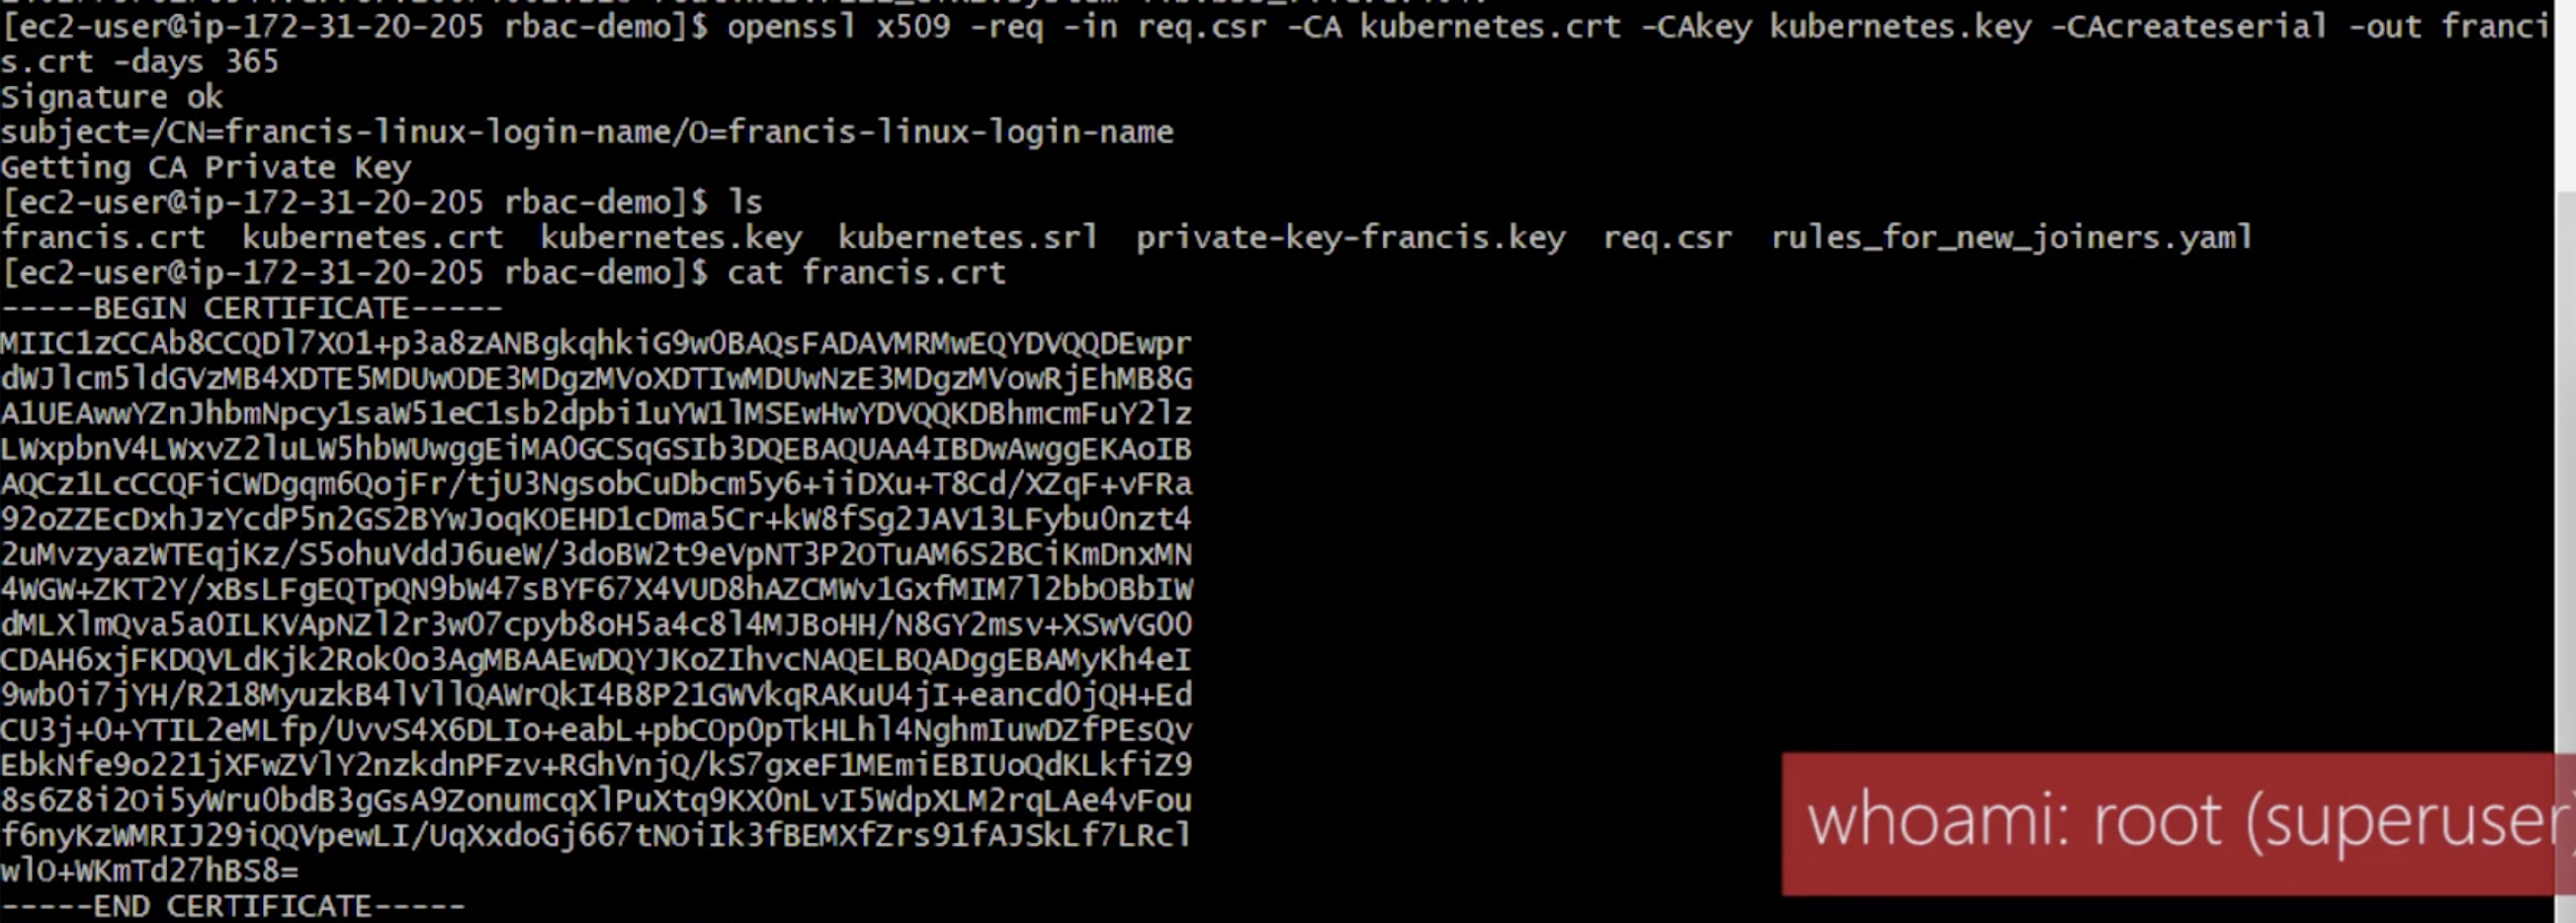 [ec2-user@ip-172-31-20-205 rbac-demo]$ openssl x509 -req -in req.csr -CA kubernetes.crt -CAkey kubernetes.key -CAcreateserial -out franci
s.crt -days 365
Signature ok
subject=/CN=francis-linux-login-name/O=francis-linux-login-name
Getting CA Private Key
[ec2-user@ip-172-31-20-205 rbac-demo]$ ls
francis.crt  kubernetes.crt  kubernetes.key  kubernetes.srl  private-key-francis.key  req.csr  rules_for_new_joiners.yaml
[ec2-user@ip-172-31-20-205 rbac-demo]$ cat francis.crt
-----BEGIN CERTIFICATE-----
MIIC1zCCAb8CCQDl7XO1+p3a8zANBgkqhkiG9w0BAQsFADAVMRMwEQYDVQQDEwpr
dWJlcm5ldGVzMB4XDTE5MDUwODE3MDgzMVoXDTIwMDUwNzE3MDgzMVowRjEhMB8G
A1UEAwwYZnJhbmNpcy1saW51eC1sb2dpbi1uYW1lMSEwHwYDVQQKDBhmcmFuY2lz
LWxpbnV4LWxvZ2luLW5hbWUwggEiMA0GCSqGSIb3DQEBAQUAA4IBDwAwggEKAoIB
AQCz1LcCCQFiCWDgqm6QojFr/tjU3NgsobCuDbcm5y6+iiDXu+T8Cd/XZqF+vFRa
92oZZEcDxhJzYcdP5n2GS2BYwJoqKOEHD1cDma5Cr+kW8fSg2JAV13LFybu0nzt4
2uMvzyazWTEqjKz/S5ohuVddJ6ueW/3doBW2t9eVpNT3P2OTuAM6S2BCiKmDnxMN
4WGW+ZKT2Y/xBsLFgEQTpQN9bW47sBYF67X4VUD8hAZCMWv1GxfMIM7l2bbOBbIW
dMLXlmQva5a0ILKVApNZl2r3w07cpyb8oH5a4c8l4MJBoHH/N8GY2msv+XSwVG00
CDAH6xjFKDQVLdKjk2Rok0o3AgMBAAEwDQYJKoZIhvcNAQELBQADggEBAMyKh4eI
9wb0i7jYH/R218MyuzkB4lVllQAWrQkI4B8P21GWVkqRAKuU4jI+eancd0jQH+Ed
CU3j+O+YTIL2eMLfp/UvvS4X6DLIo+eabL+pbCOp0pTkHLhl4NghmIuwDZfPEsQv
EbkNfe9o221jXFwZVlY2nzkdnPFzv+RGhVnjQ/kS7gxeF1MEmiEBIUoQdKLkfiZ9
8s6Z8i2Oi5yWru0bdB3gGsA9ZonumcqXlPuXtq9KX0nLvI5WdpXLM2rqLAe4vFou
f6nyKzWMRIJ29iQQVpewLI/UqXxdoGj667tNOiIk3fBEMXfZrs91fAJSkLf7LRcl
wlO+WKmTd27hBS8=
-----END CERTIFICATE-----
whoami: root (superuser)